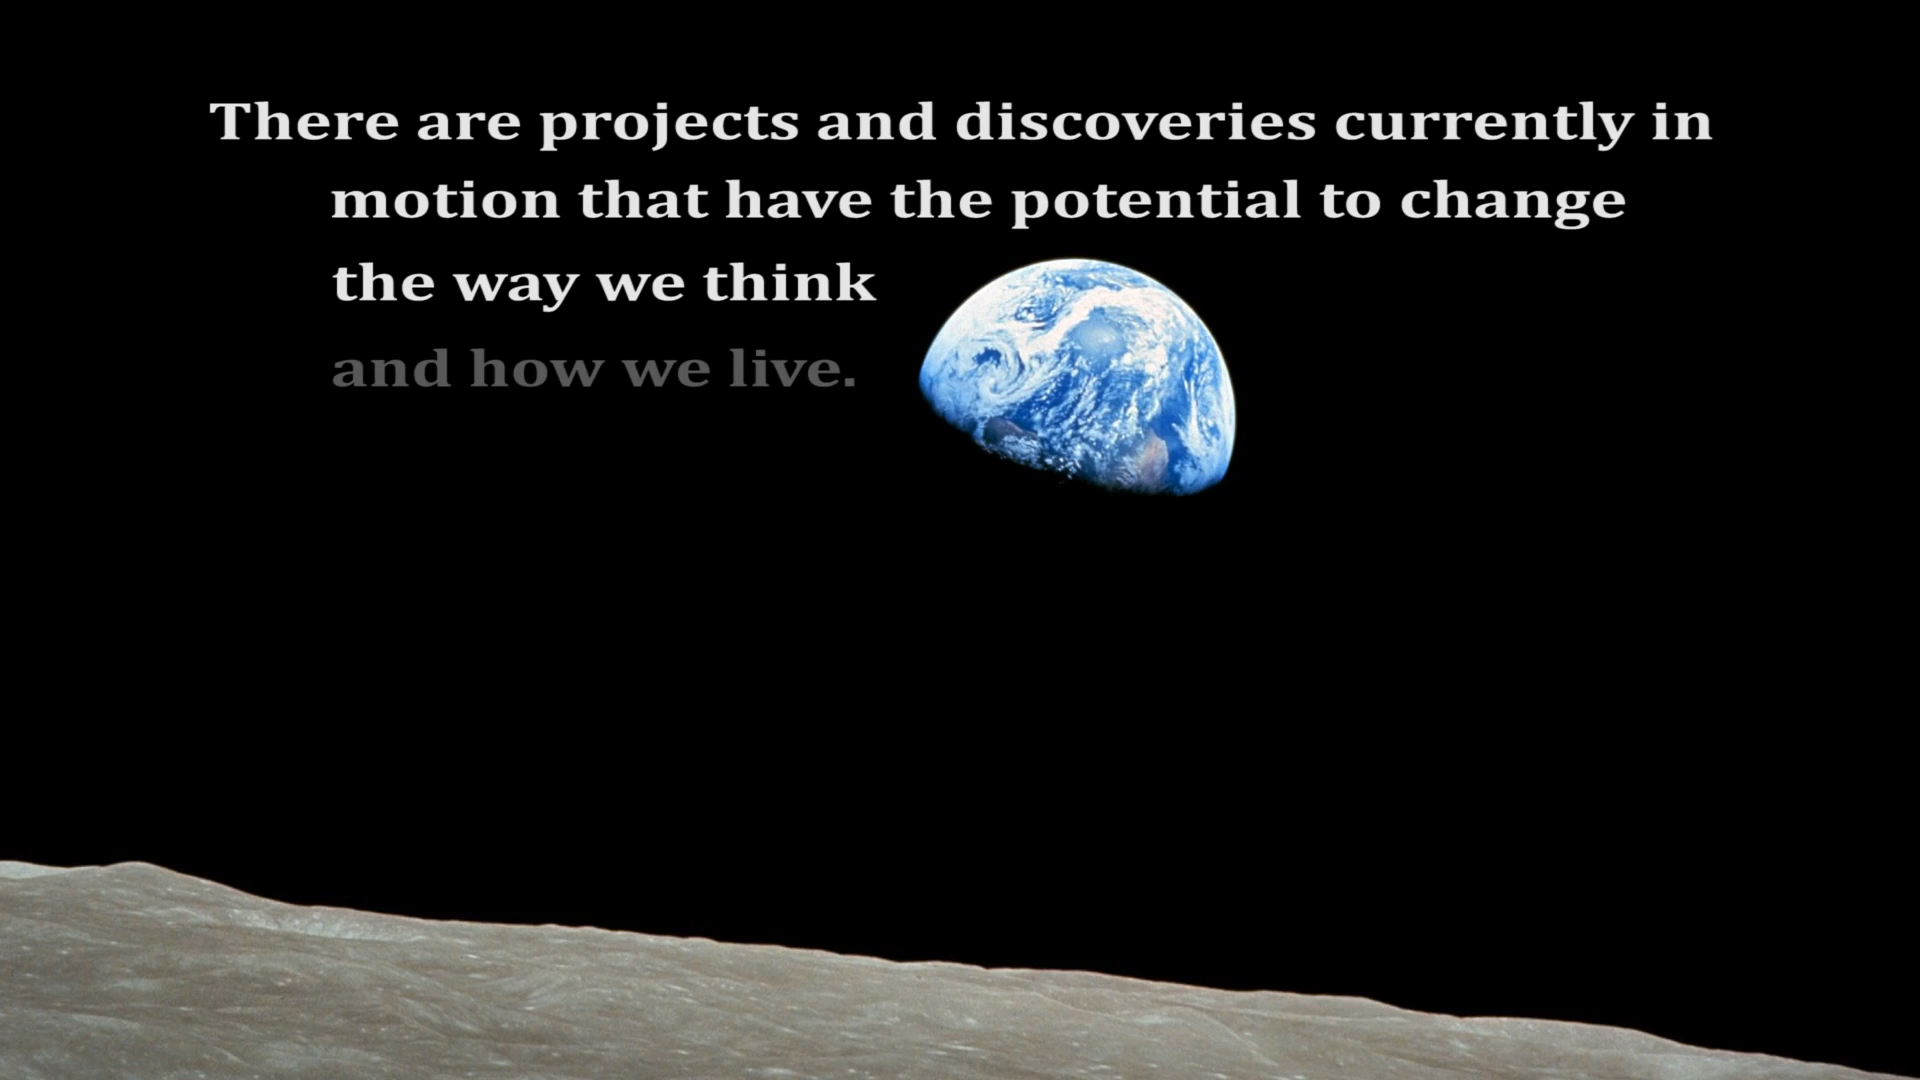 There are projects and discoveries currently in
motion that have the potential to change
the way we think
and how we live.